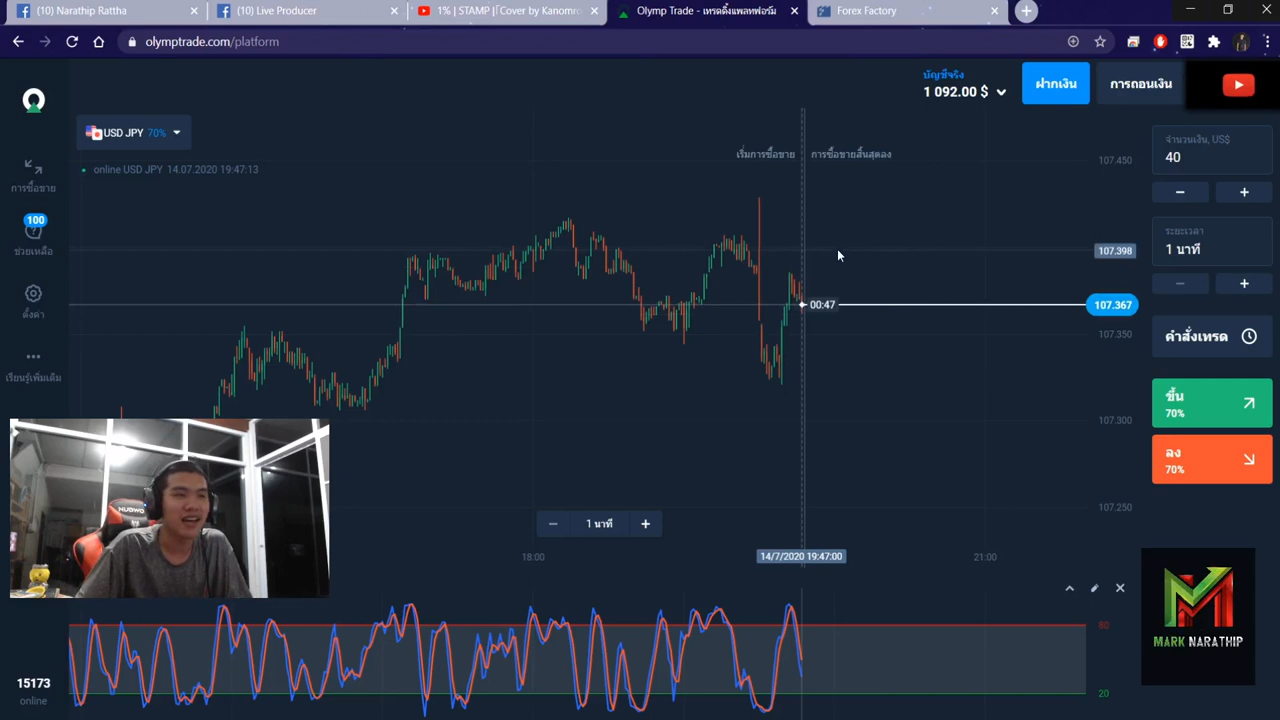 (10) Narathip Rattha
(10) Live Producer
1% | STAMP |「Cover by Kanomro
Olymp Trade - เทรดดิ้งแพลทฟอร์ม
Forex Factory
olymptrade.com/platform
บัญชีจริง
1 092.00 $
ฝากเงิน
การถอนเงิน
USD JPY 70%
online USD JPY 14.07.2020 19:47:13
เริ่มการซื้อขาย
การซื้อขายสิ้นสุดลง
107.450
107.398
107.367
107.350
107.300
107.250
00:47
จำนวนเงิน, US$
40
ระยะเวลา
1 นาที
คำสั่งเทรด
ขึ้น
70%
ลง
70%
การซื้อขาย
100
ช่วยเหลือ
ตั้งค่า
เรียนรู้เพิ่มเติม
NUBWO
1 นาที
18:00
14/7/2020 19:47:00
21:00
80
20
MARK NARATHIP
15173
online